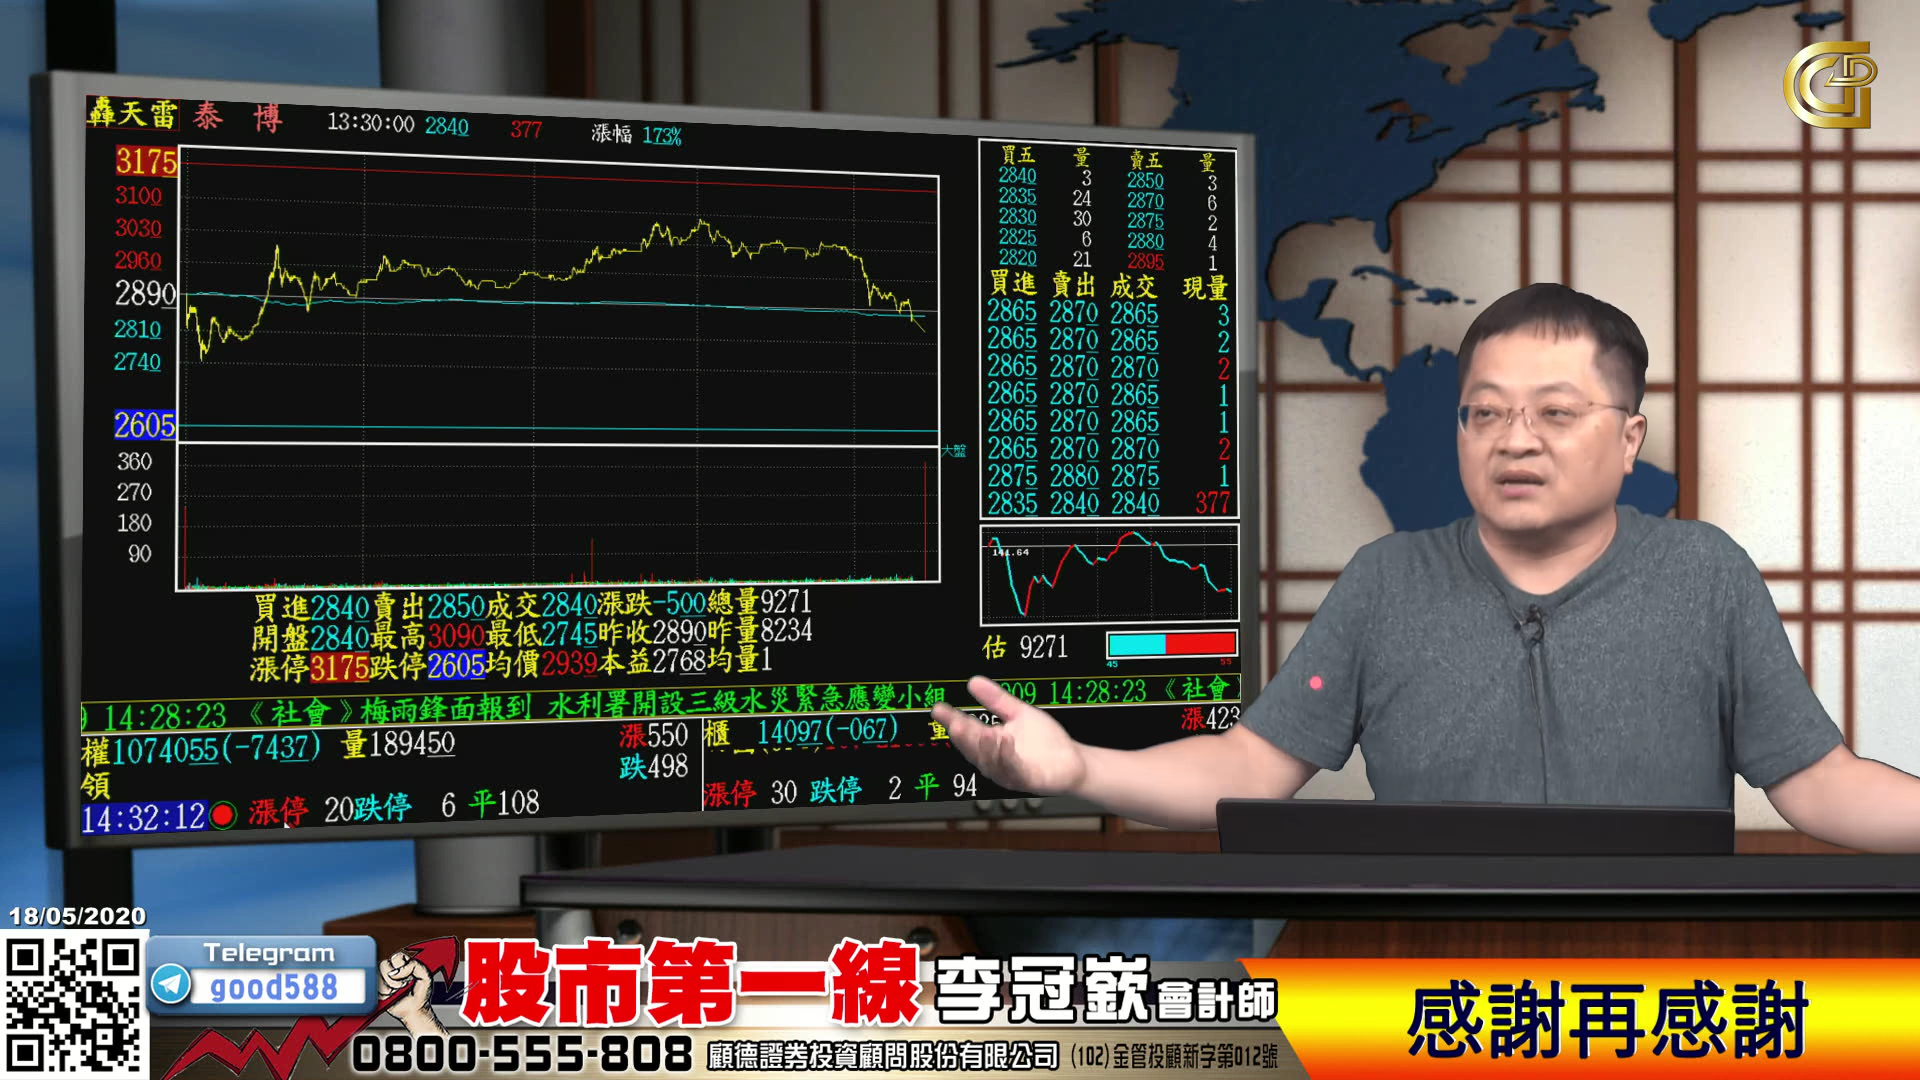 轟天雷 泰 博 13:30:00 2840 377 漲幅 173%
3175
3100
3030
2960
2890
2810
2740
2605
360
270
180
90
大盤
買五 量 賣五 量
2840 3 2850 3
2835 24 2870 6
2830 30 2875 2
2825 6 2880 4
2820 21 2895 1
買進 賣出 成交 現量
2865 2870 2865 3
2865 2870 2865 2
2865 2870 2870 2
2865 2870 2865 1
2865 2870 2865 1
2865 2870 2870 2
2875 2880 2875 1
2835 2840 2840 377
141.64
估 9271
45 55
買進2840賣出2850成交2840漲跌-500總量9271
開盤2840最高3090最低2745昨收2890昨量8234
漲停3175跌停2605均價2939本益2768均量1
14:28:23 《社會》梅雨鋒面報到 水利署開設三級水災緊急應變小組 009 14:28:23 《社會》
權1074055(-7437) 量189450 漲550
跌498
領
14:32:12 漲停 20跌停 6 平108
櫃 14097(-067) 量 漲423
漲停 30 跌停 2 平 94
18/05/2020
Telegram
good588
股市第一線 李冠嶔會計師
0800-555-808 顧德證券投資顧問股份有限公司 (102)金管投顧新字第012號
感謝再感謝